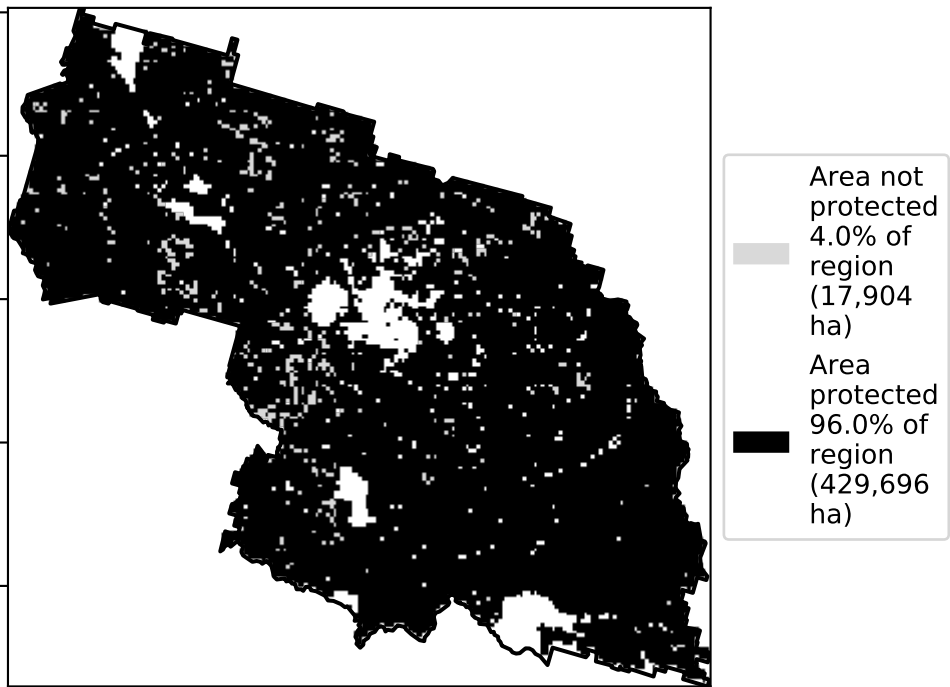 Area not
protected
4.0% of
region
(17,904
ha)
Area
protected
96.0% of
region
(429,696
ha)